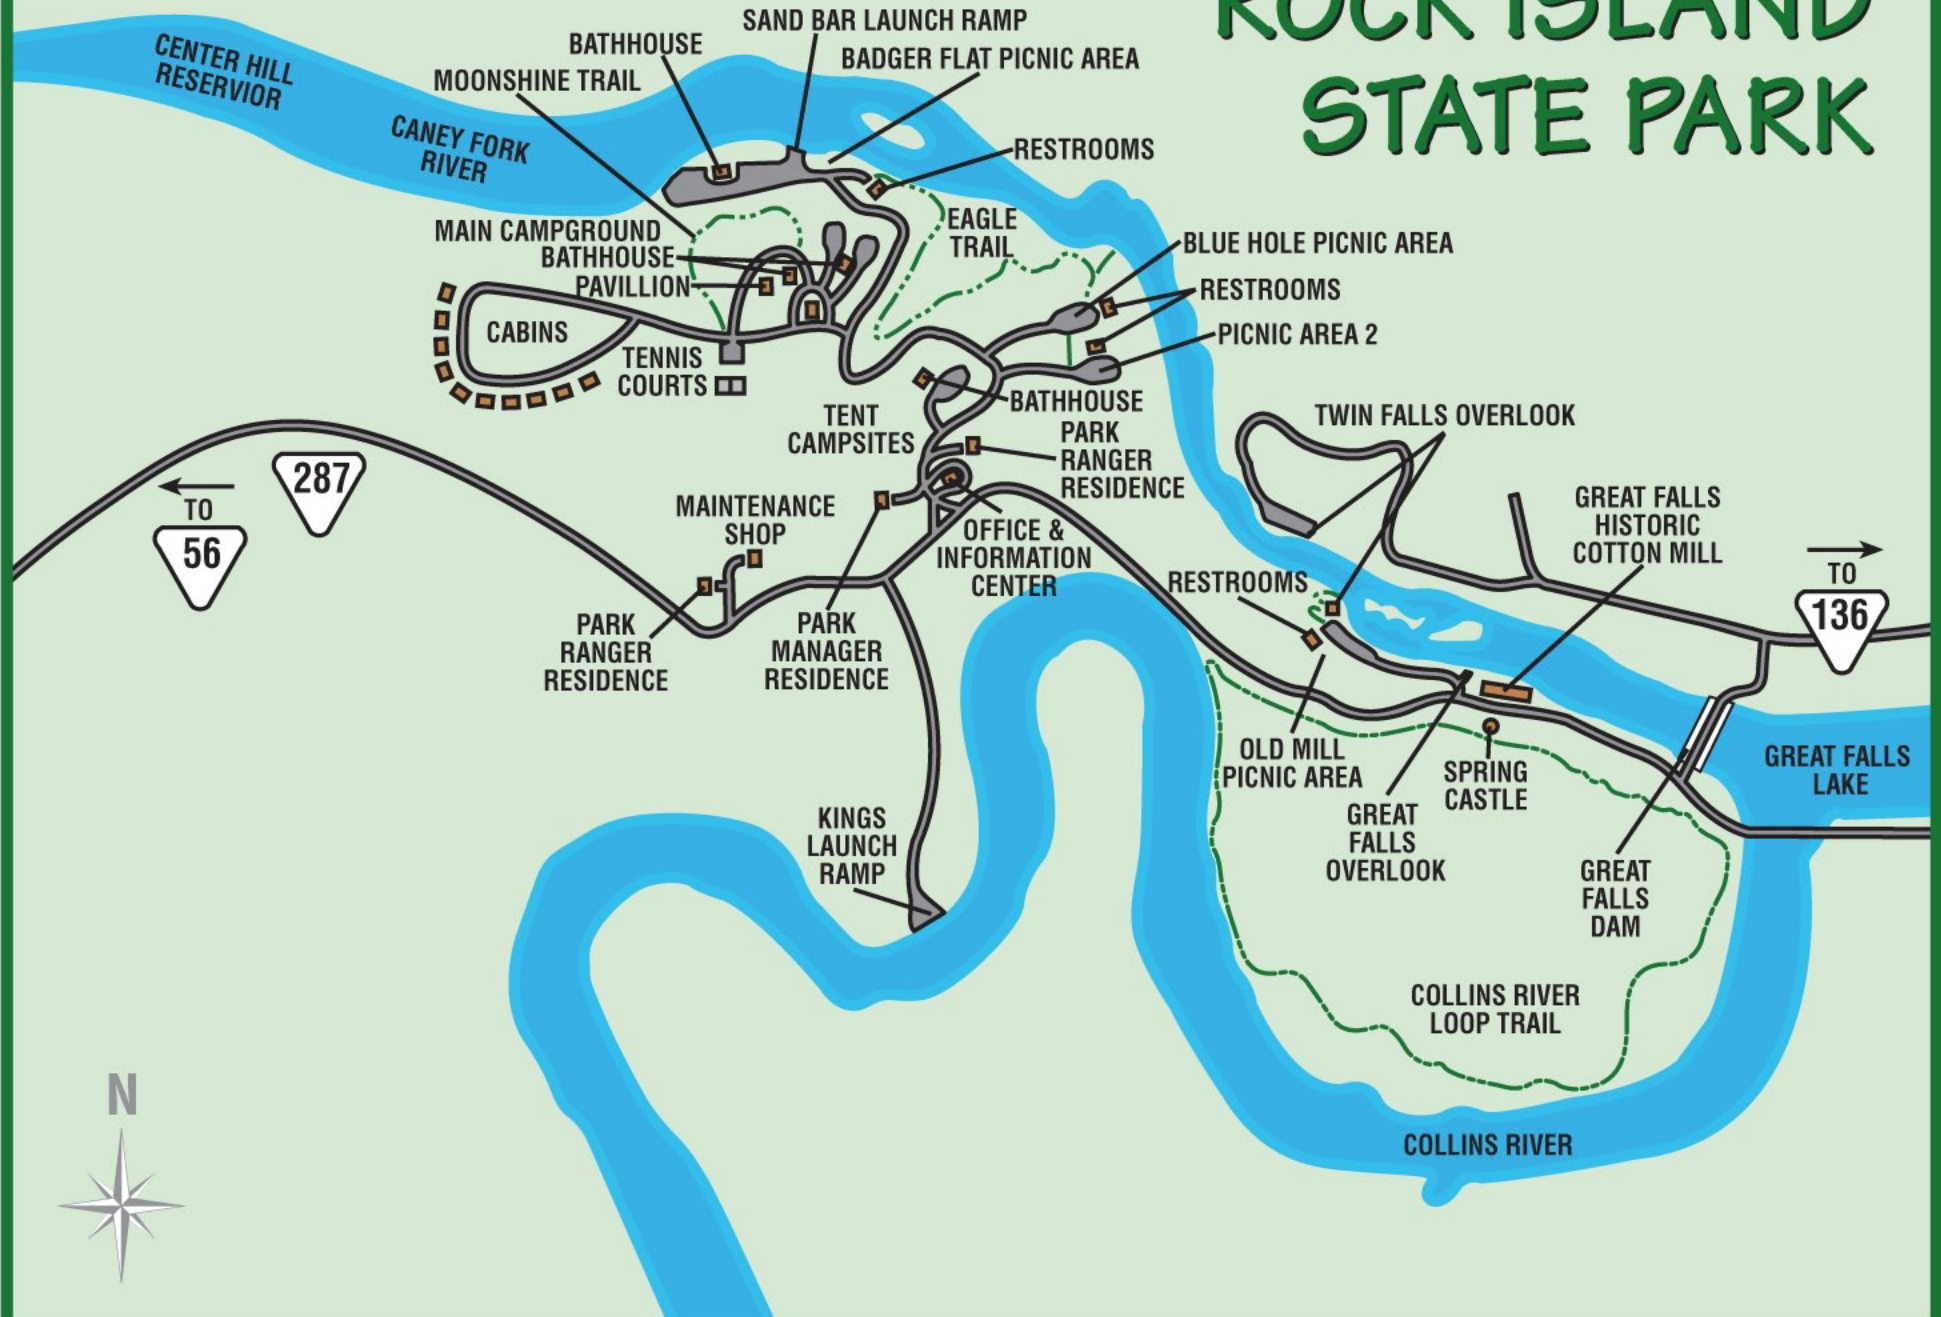 ROCK ISLAND
STATE PARK
SAND BAR LAUNCH RAMP
BATHHOUSE
BADGER FLAT PICNIC AREA
MOONSHINE TRAIL
CENTER HILL
RESERVIOR
CANEY FORK
RIVER
RESTROOMS
EAGLE
TRAIL
MAIN CAMPGROUND
BATHHOUSE
PAVILLION
BLUE HOLE PICNIC AREA
RESTROOMS
PICNIC AREA 2
CABINS
TENNIS
COURTS
BATHHOUSE
TENT
CAMPSITES
PARK
RANGER
RESIDENCE
TWIN FALLS OVERLOOK
287
TO
56
MAINTENANCE
SHOP
OFFICE &
INFORMATION
CENTER
GREAT FALLS
HISTORIC
COTTON MILL
TO
136
RESTROOMS
PARK
RANGER
RESIDENCE
PARK
MANAGER
RESIDENCE
OLD MILL
PICNIC AREA
SPRING
CASTLE
GREAT FALLS
LAKE
GREAT
FALLS
OVERLOOK
KINGS
LAUNCH
RAMP
GREAT
FALLS
DAM
COLLINS RIVER
LOOP TRAIL
COLLINS RIVER
N